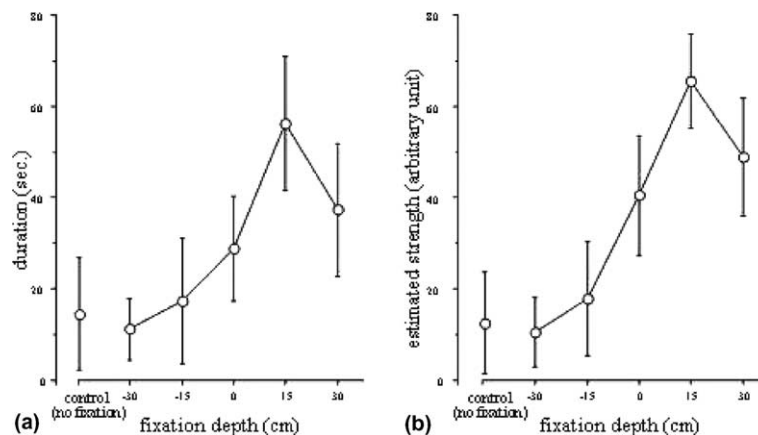 80
60
40
20
0
duration (sec.)
control
(no fixation)
-30
-15
0
15
30
fixation depth (cm)
(a)
80
60
40
20
0
estimated strength (arbitrary unit)
control
(no fixation)
-30
-15
0
15
30
fixation depth (cm)
(b)